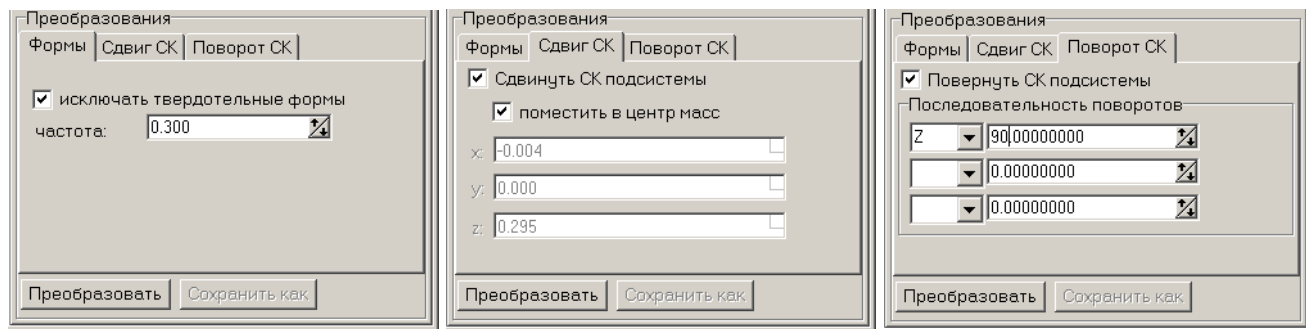 Преобразования
Формы Сдвиг СК Поворот СК
исключать твердотельные формы
частота: 0.300
Преобразовать Сохранить как
Преобразования
Формы Сдвиг СК Поворот СК
Сдвинуть СК подсистемы
поместить в центр масс
x: -0.004
y: 0.000
z: 0.295
Преобразовать Сохранить как
Преобразования
Формы Сдвиг СК Поворот СК
Повернуть СК подсистемы
Последовательность поворотов
Z 90.00000000
0.00000000
0.00000000
Преобразовать Сохранить как